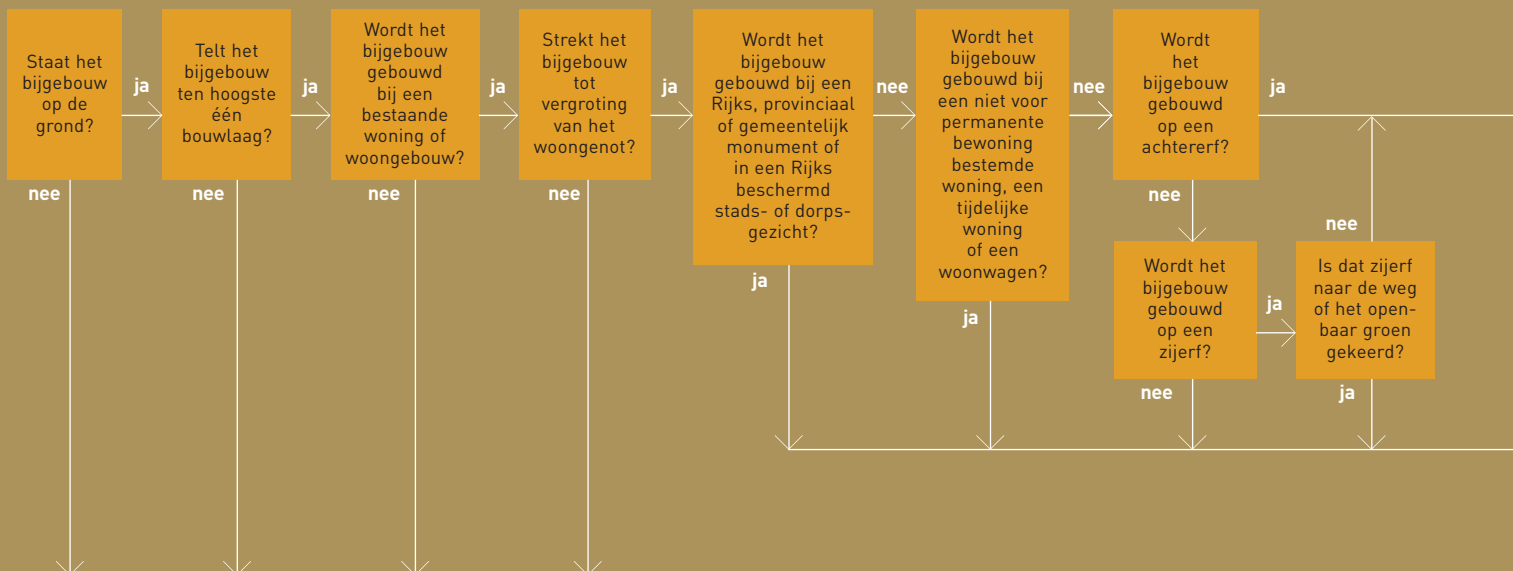 Staat het
bijgebouw
op de
grond?
ja
nee
Telt het
bijgebouw
ten hoogste
één
bouwlaag?
ja
nee
Wordt het
bijgebouw
gebouwd
bij een
bestaande
woning of
woongebouw?
ja
nee
Strekt het
bijgebouw
tot
vergroting
van het
woongenot?
ja
nee
Wordt het
bijgebouw
gebouwd bij een
Rijks, provinciaal
of gemeentelijk
monument of
in een Rijks
beschermd
stads- of dorps-
gezicht?
nee
ja
Wordt het
bijgebouw
gebouwd bij
een niet voor
permanente
bewoning
bestemde
woning, een
tijdelijke
woning
of een
woonwagen?
nee
ja
Wordt
het
bijgebouw
gebouwd
op een
achtererf?
ja
nee
Wordt het
bijgebouw
gebouwd
op een
zijerf?
ja
nee
Is dat zijerf
naar de weg
of het open-
baar groen
gekeerd?
nee
ja